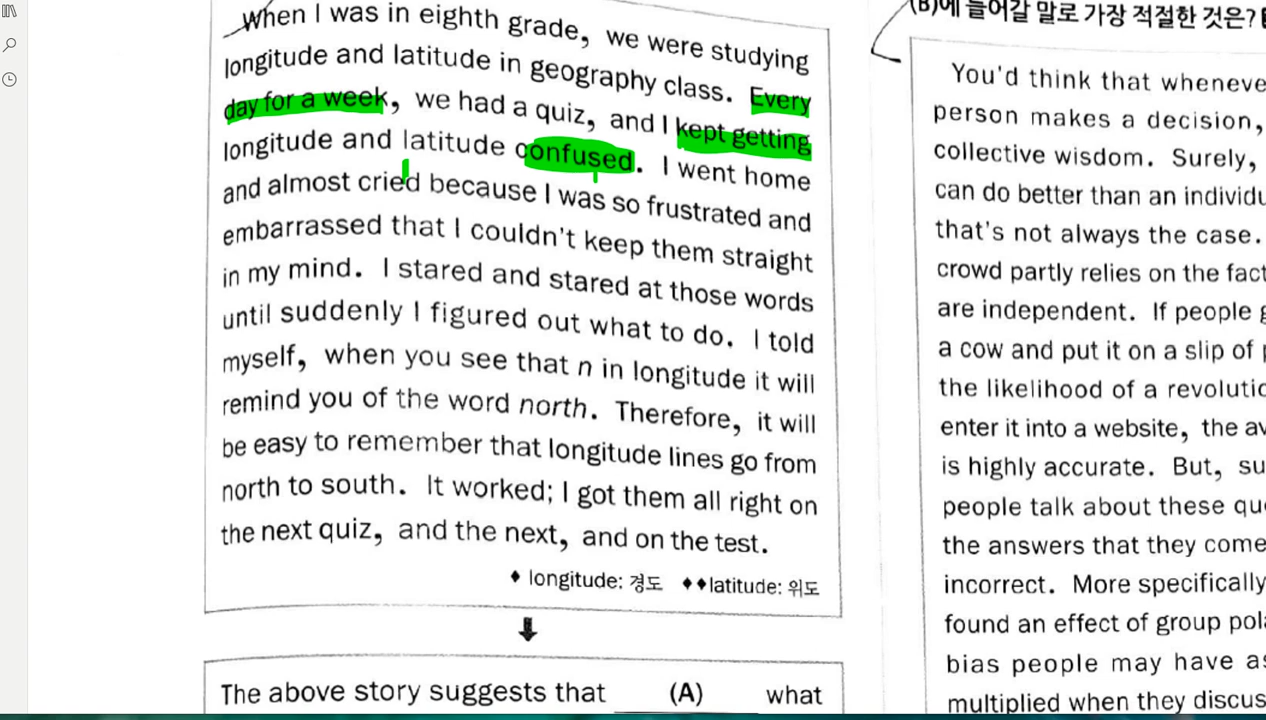 When I was in eighth grade, we were studying
longitude and latitude in geography class. Every
day for a week, we had a quiz, and I kept getting
longitude and latitude confused. I went home
and almost cried because I was so frustrated and
embarrassed that I couldn't keep them straight
in my mind. I stared and stared at those words
until suddenly I figured out what to do. I told
myself, when you see that n in longitude it will
remind you of the word north. Therefore, it will
be easy to remember that longitude lines go from
north to south. It worked; I got them all right on
the next quiz, and the next, and on the test.
♦ longitude: 경도 ♦♦latitude: 위도
The above story suggests that (A) what
(B)에 들어갈 말로 가장 적절한 것은?
You'd think that wheneve
person makes a decision,
collective wisdom. Surely,
can do better than an individu
that's not always the case.
crowd partly relies on the fact
are independent. If people g
a cow and put it on a slip of p
the likelihood of a revolutio
enter it into a website, the av
is highly accurate. But, su
people talk about these que
the answers that they come
incorrect. More specifically
found an effect of group pola
bias people may have as
multiplied when they discus